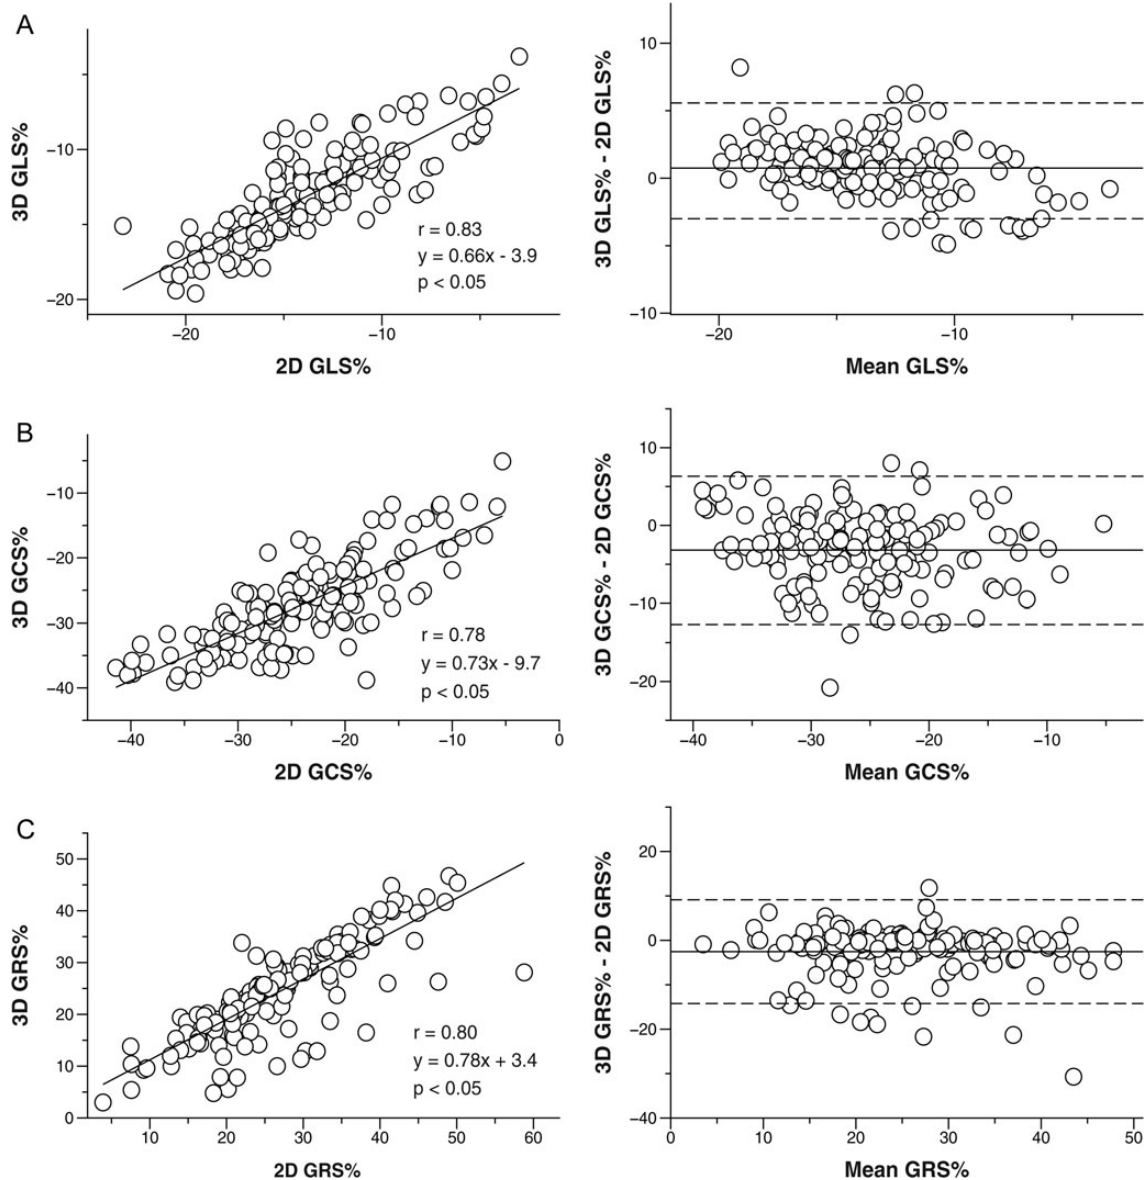 A
3D GLS%
−10
−20
−20
−10
2D GLS%
r = 0.83
y = 0.66x - 3.9
p < 0.05
3D GLS% - 2D GLS%
10
0
−10
−20
−10
Mean GLS%
B
3D GCS%
−10
−20
−30
−40
−40
−30
−20
−10
0
2D GCS%
r = 0.78
y = 0.73x - 9.7
p < 0.05
3D GCS% - 2D GCS%
10
0
−10
−20
−40
−30
−20
−10
Mean GCS%
C
3D GRS%
50
40
30
20
10
0
10
20
30
40
50
60
2D GRS%
r = 0.80
y = 0.78x + 3.4
p < 0.05
3D GRS% - 2D GRS%
20
0
−20
−40
0
10
20
30
40
50
Mean GRS%